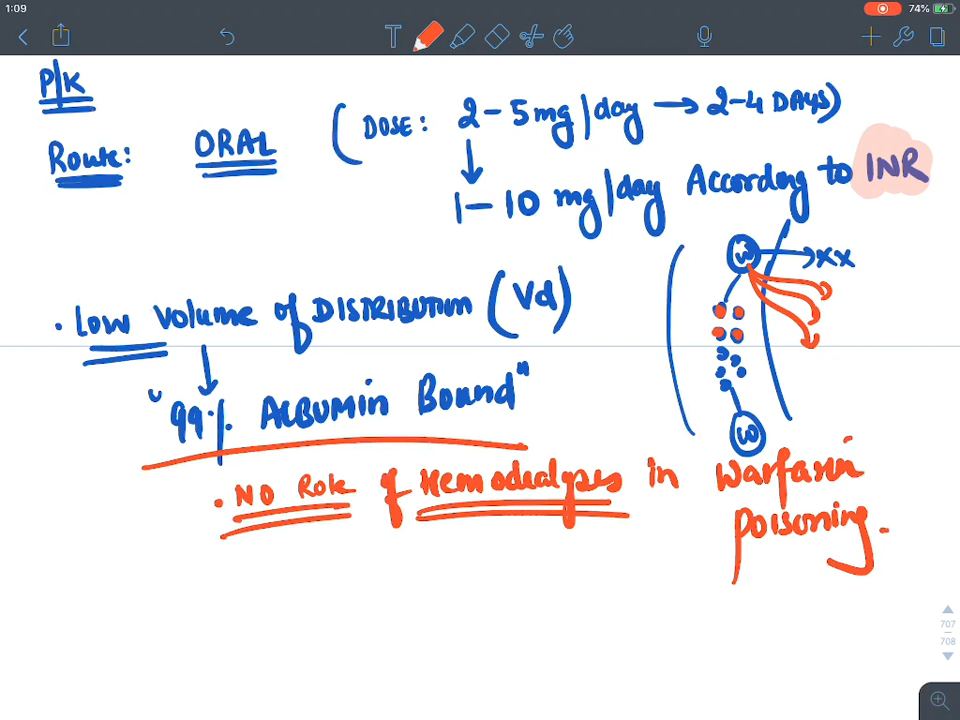 1:09
74%
T
P/K
Route: ORAL (DOSE: 2-5mg/day → 2-4 DAYS)
1-10 mg/day According to INR
W → xx
• Low Volume of DISTRIBUTION (Vd)
"99% ALBUMIN Bound"
W
• NO Role of Hemodealyses in Warfarin
Poisoning.
707
708